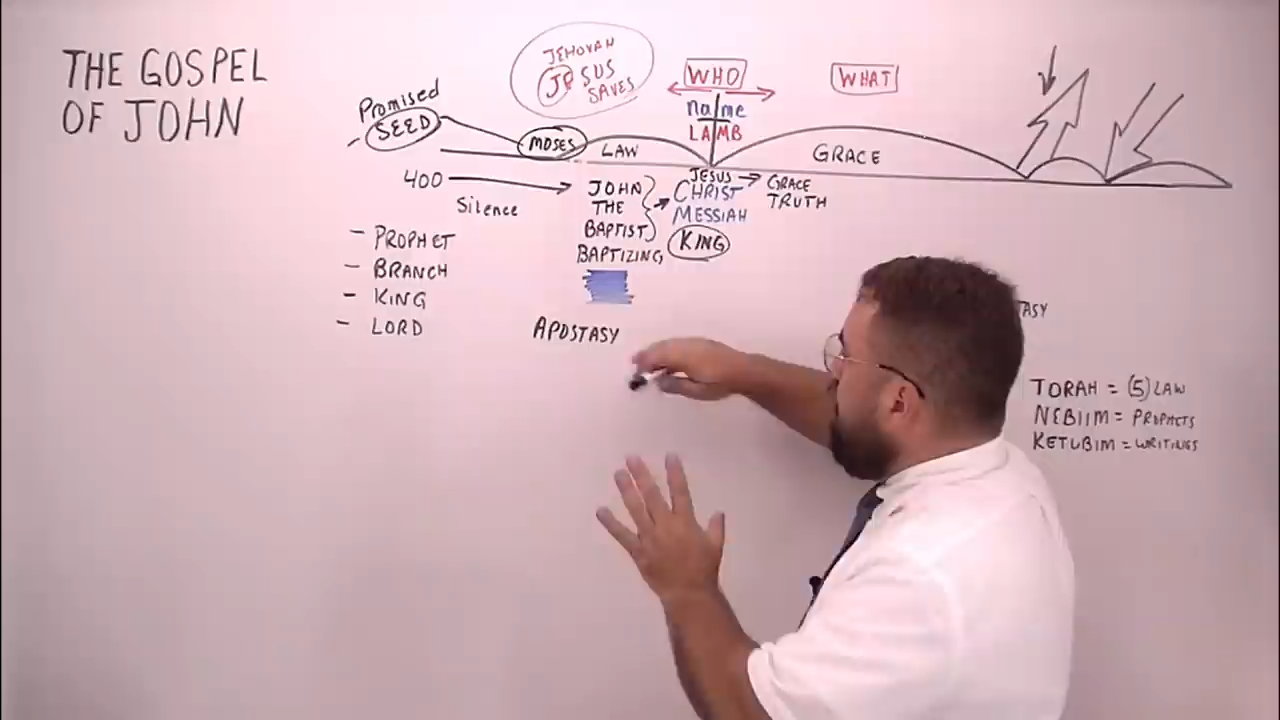 THE GOSPEL
OF JOHN
Promised
SEED
JEHOVAH
JESUS
SAVES
WHO
WHAT
name
LAMB
MOSES
LAW
GRACE
400
Silence
JOHN
THE
BAPTIST
BAPTIZING
JESUS
CHRIST
MESSIAH
KING
GRACE
TRUTH
- PROPHET
- BRANCH
- KING
- LORD
APOSTASY
TORAH = (5) LAW
NEBIIM = PROPHETS
KETUBIM = WRITINGS